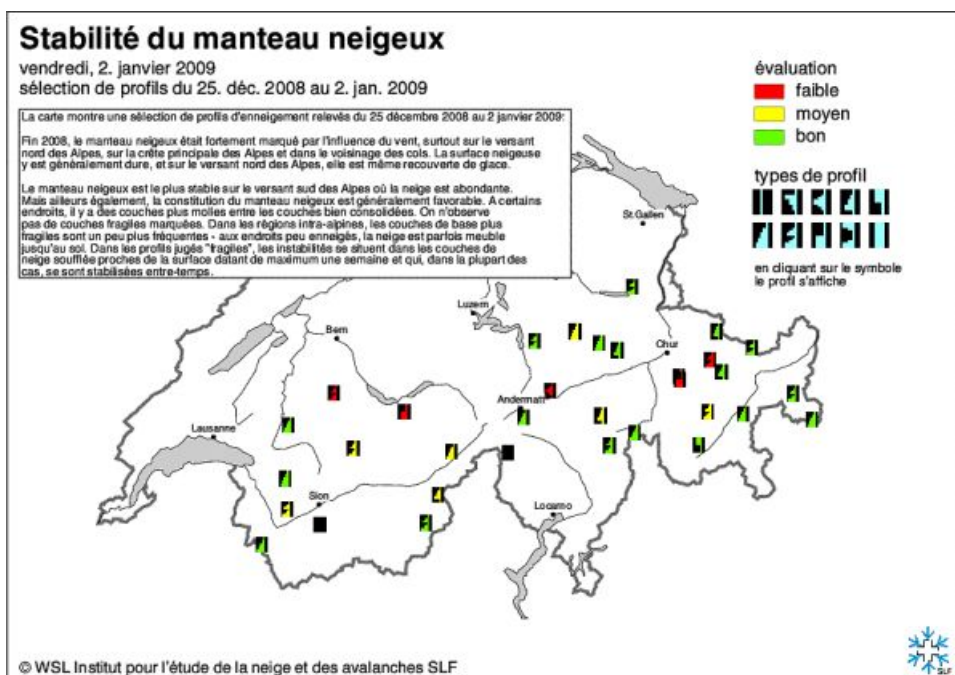 Stabilité du manteau neigeux
vendredi, 2. janvier 2009
sélection de profils du 25. déc. 2008 au 2. jan. 2009
La carte montre une sélection de profils d'enneigement relevés du 25 décembre 2008 au 2 janvier 2009:
Fin 2008, le manteau neigeux était fortement marqué par l'influence du vent, surtout sur le versant
nord des Alpes, sur la crête principale des Alpes et dans le voisinage des cols. La surface neigeuse
y est généralement dure, et sur le versant nord des Alpes, elle est même recouverte de glace.
Le manteau neigeux est le plus stable sur le versant sud des Alpes où la neige est abondante.
Mais ailleurs également, la constitution du manteau neigeux est généralement favorable. A certains
endroits, il y a des couches plus molles entre les couches bien consolidées. On n'observe
pas de couches fragiles marquées. Dans les régions intra-alpines, les couches de base plus
fragiles sont un peu plus fréquentes - aux endroits peu enneigés, la neige est parfois meuble
jusqu'au sol. Dans les profils jugés "fragiles", les instabilités se situent dans les couches de
neige soufflée proches de la surface datant de maximum une semaine et qui, dans la plupart des
cas, se sont stabilisées entre-temps.
évaluation
faible
moyen
bon
types de profil
en cliquant sur le symbole
le profil s'affiche
St.Gallen
Luzern
Bern
Chur
Andermatt
Lausanne
Sion
Locarno
© WSL Institut pour l'étude de la neige et des avalanches SLF
SLF